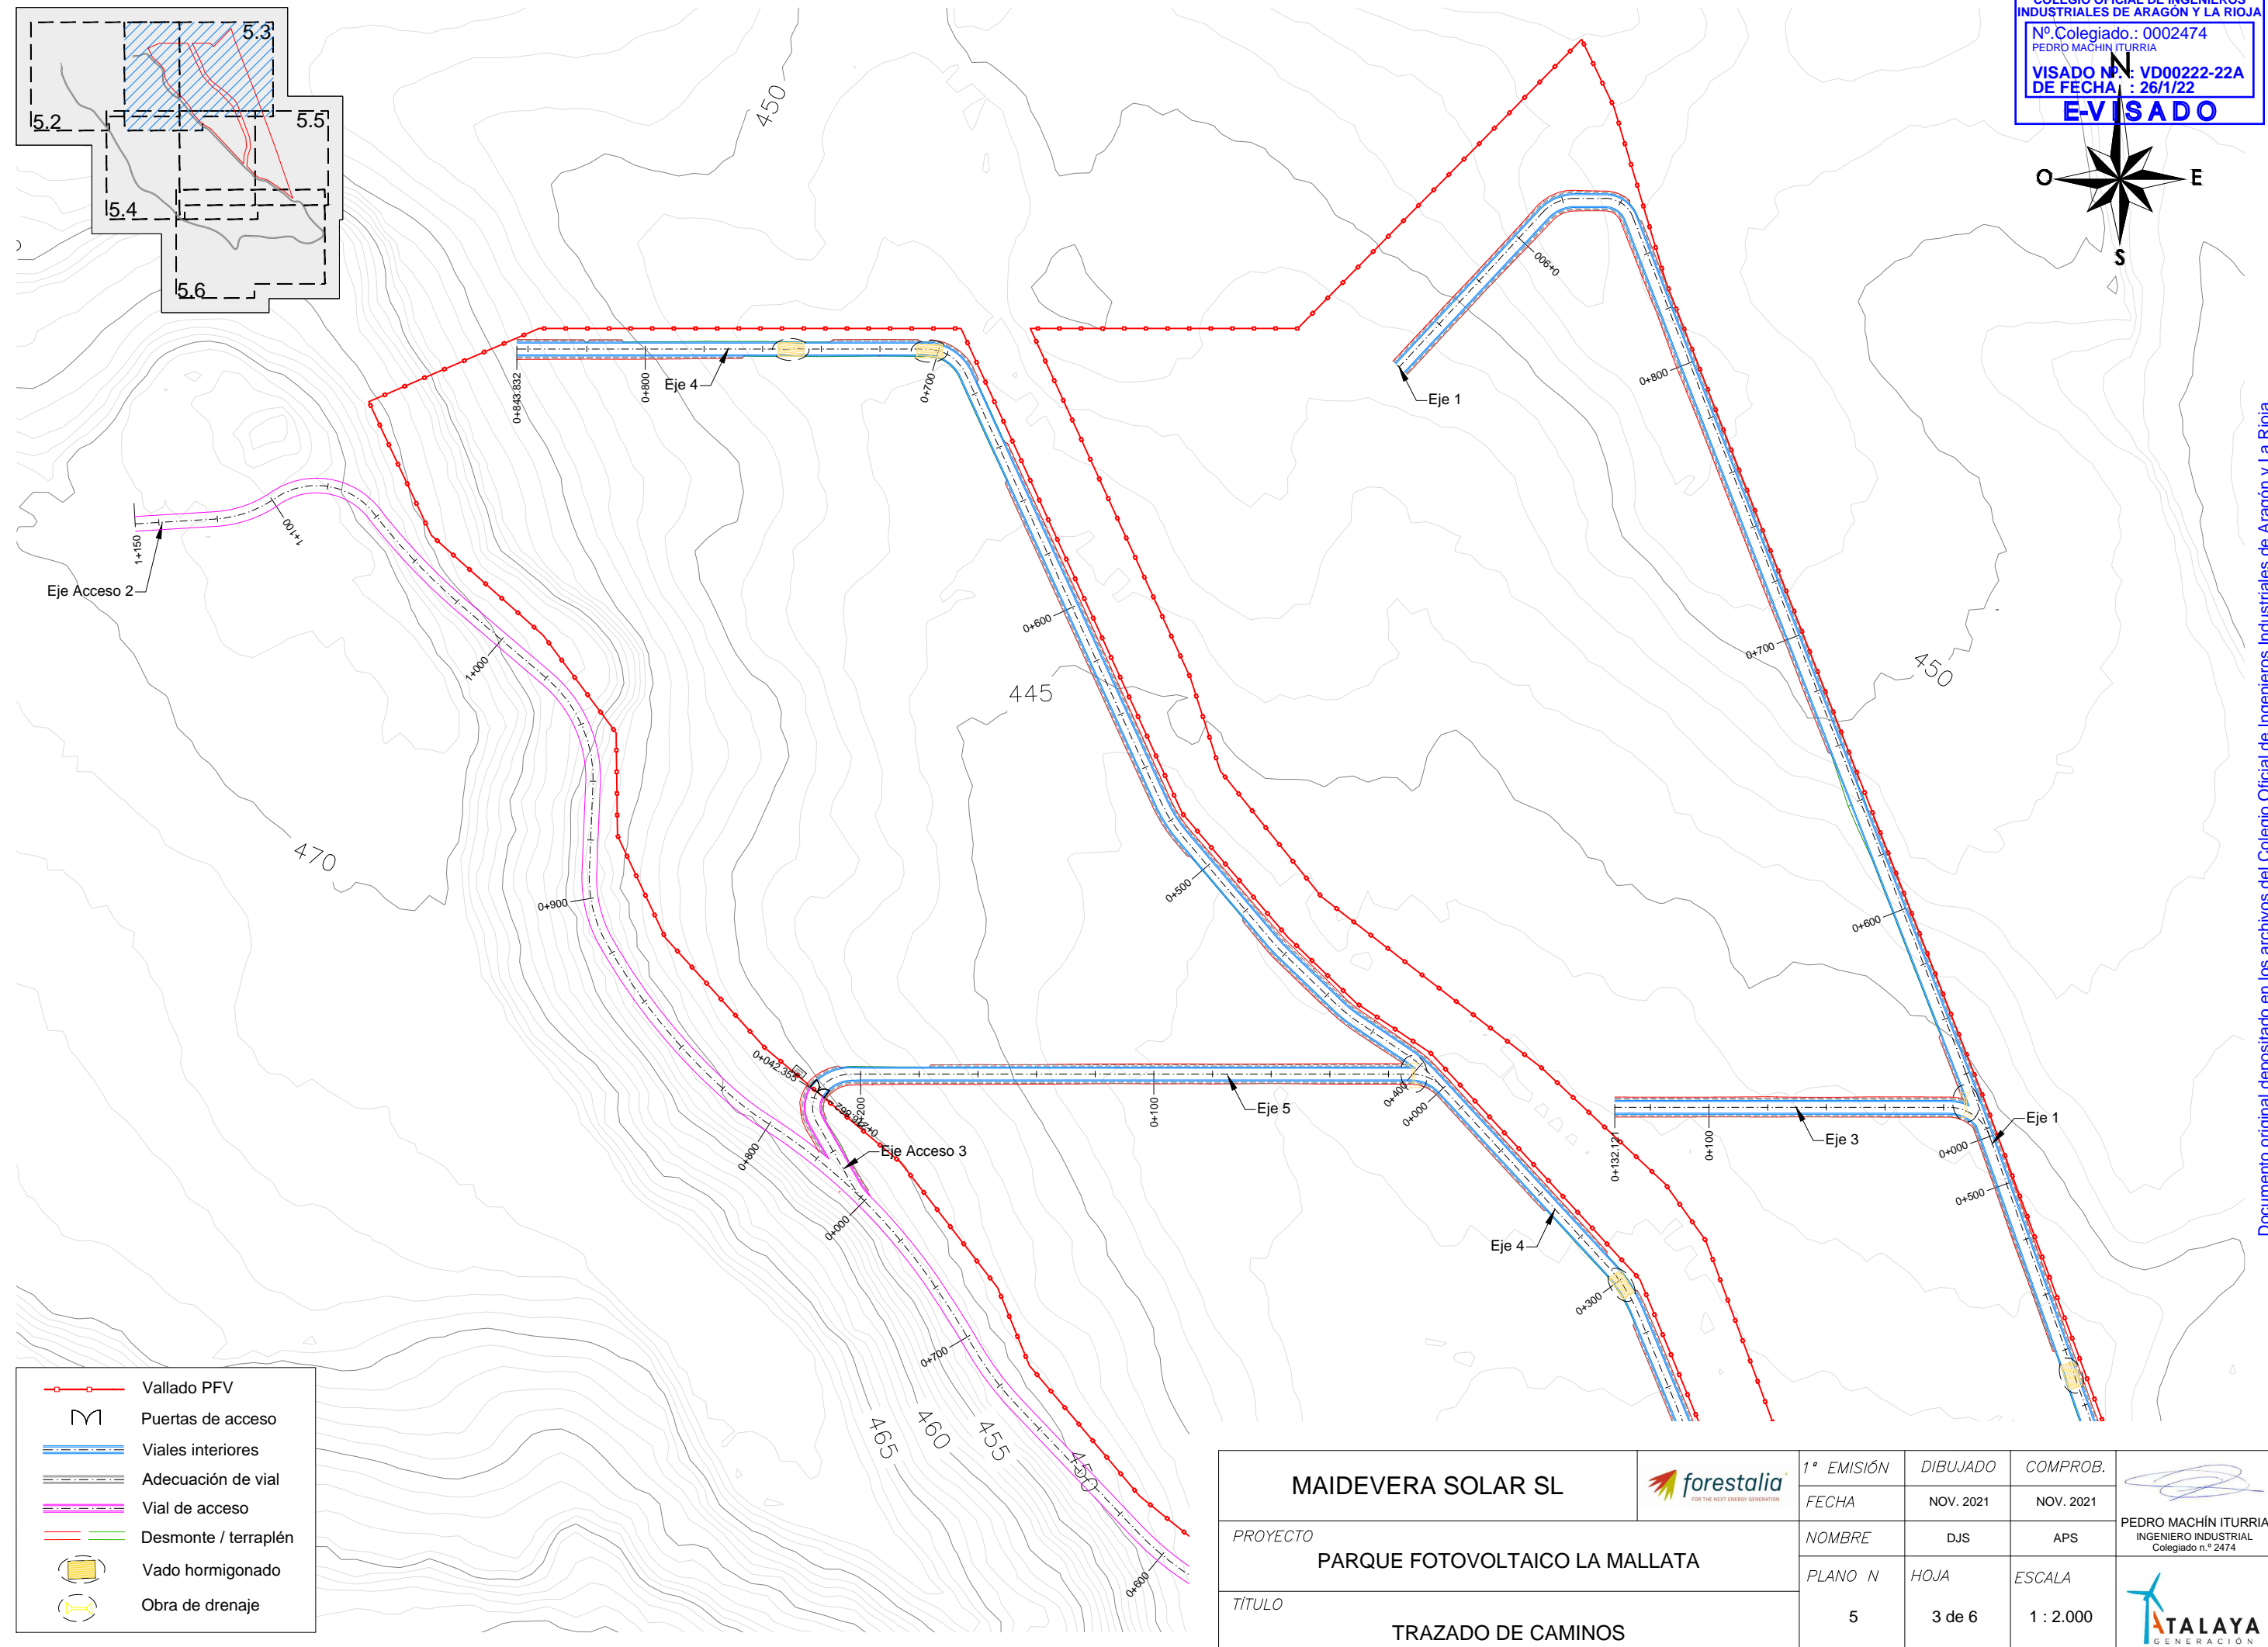 COLEGIO OFICIAL DE INGENIEROS
INDUSTRIALES DE ARAGÓN Y LA RIOJA
Nº.Colegiado.: 0002474
PEDRO MACHIN ITURRIA
VISADO Nº. : VD00222-22A
DE FECHA : 26/1/22
E-VISADO
N
O
E
S
5.3
5.2
5.5
5.4
5.6
450
Eje 1
0+900
0+800
0+843.832
0+800
Eje 4
0+700
1+150
1+100
Eje Acceso 2
1+000
0+600
445
0+700
450
470
0+900
0+500
0+600
0+042.355
0+200
0+216.862
0+100
Eje 5
0+400
0+000
0+800
Eje Acceso 3
0+000
0+132.121
0+100
Eje 3
Eje 1
0+000
0+500
Eje 4
0+300
0+700
465
460
455
450
0+600
Vallado PFV
Puertas de acceso
Viales interiores
Adecuación de vial
Vial de acceso
Desmonte / terraplén
Vado hormigonado
Obra de drenaje
MAIDEVERA SOLAR SL
forestalia
FOR THE NEXT ENERGY GENERATION
PROYECTO
PARQUE FOTOVOLTAICO LA MALLATA
TÍTULO
TRAZADO DE CAMINOS
1ª EMISIÓN
DIBUJADO
COMPROB.
FECHA
NOV. 2021
NOV. 2021
NOMBRE
DJS
APS
PLANO N
HOJA
ESCALA
5
3 de 6
1 : 2.000
PEDRO MACHÍN ITURRIA
INGENIERO INDUSTRIAL
Colegiado n.º 2474
ATALAYA
GENERACIÓN
Documento original depositado en los archivos del Colegio Oficial de Ingenieros Industriales de Aragón y La Rioja